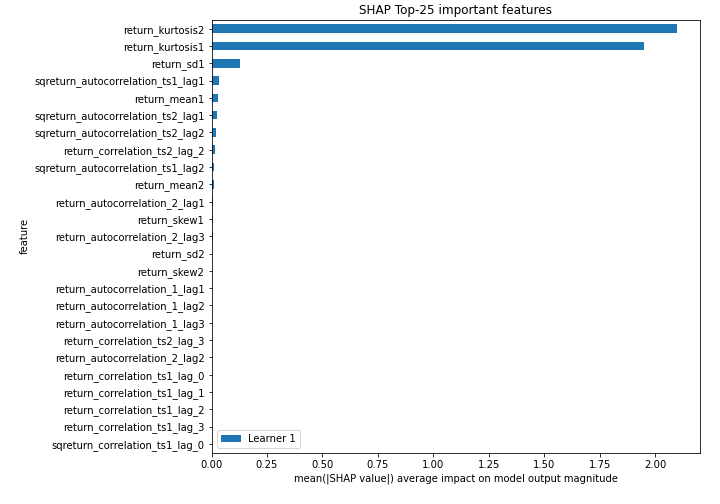 SHAP Top-25 important features
return_kurtosis2
return_kurtosis1
return_sd1
sqreturn_autocorrelation_ts1_lag1
return_mean1
sqreturn_autocorrelation_ts2_lag1
sqreturn_autocorrelation_ts2_lag2
return_correlation_ts2_lag_2
sqreturn_autocorrelation_ts1_lag2
return_mean2
return_autocorrelation_2_lag1
return_skew1
return_autocorrelation_2_lag3
return_sd2
return_skew2
return_autocorrelation_1_lag1
return_autocorrelation_1_lag2
return_autocorrelation_1_lag3
return_correlation_ts2_lag_3
return_autocorrelation_2_lag2
return_correlation_ts1_lag_0
return_correlation_ts1_lag_1
return_correlation_ts1_lag_2
return_correlation_ts1_lag_3
sqreturn_correlation_ts1_lag_0
feature
Learner 1
0.00 0.25 0.50 0.75 1.00 1.25 1.50 1.75 2.00
mean(|SHAP value|) average impact on model output magnitude